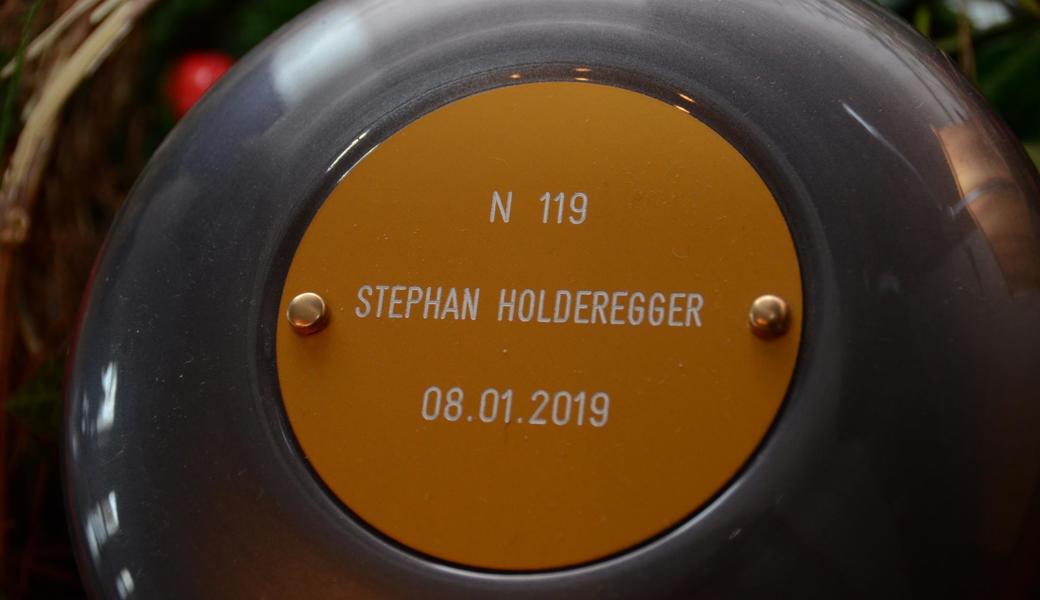 N 119
STEPHAN HOLDEREGGER
08.01.2019